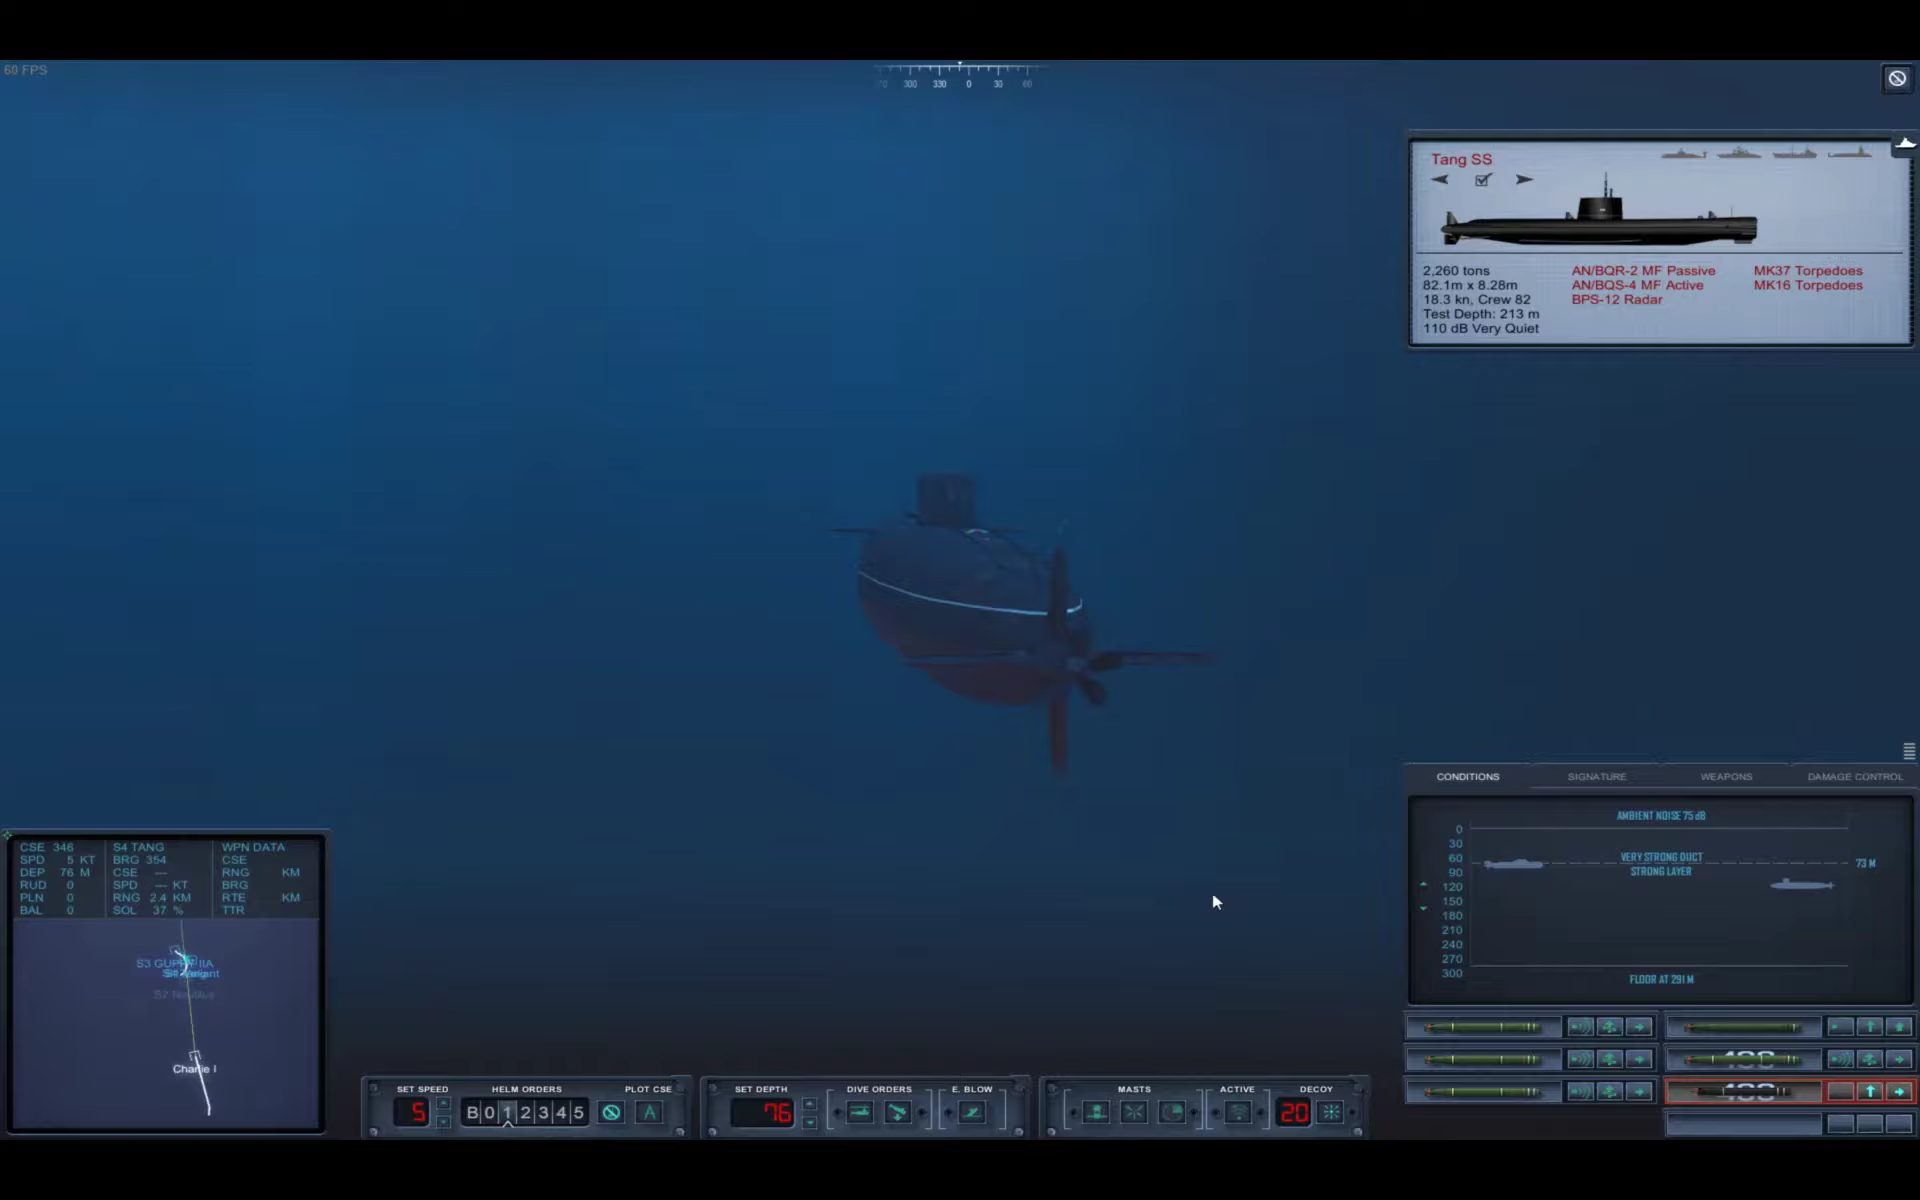 60 FPS
300 330 0 30 60
Tang SS
2,260 tons
82.1m x 8.28m
18.3 kn, Crew 82
Test Depth: 213 m
110 dB Very Quiet
AN/BQR-2 MF Passive
AN/BQS-4 MF Active
BPS-12 Radar
MK37 Torpedoes
MK16 Torpedoes
CSE 346
SPD 5 KT
DEP 76 M
RUD 0
PLN 0
BAL 0
S4 TANG
BRG 354
CSE ---
SPD --- KT
RNG 2.4 KM
SOL 37 %
WPN DATA
CSE
RNG KM
BRG
RTE KM
TTR
S3 GUPPY IIA
S2 Nautilus
Charlie I
SET SPEED
5
HELM ORDERS
B 0 1 2 3 4 5
PLOT CSE
SET DEPTH
76
DIVE ORDERS
E. BLOW
MASTS
ACTIVE
DECOY
20
CONDITIONS SIGNATURE WEAPONS DAMAGE CONTROL
AMBIENT NOISE 75 dB
0
30
60
90
120
150
180
210
240
270
300
VERY STRONG DUCT
STRONG LAYER
73 M
FLOOR AT 291 M